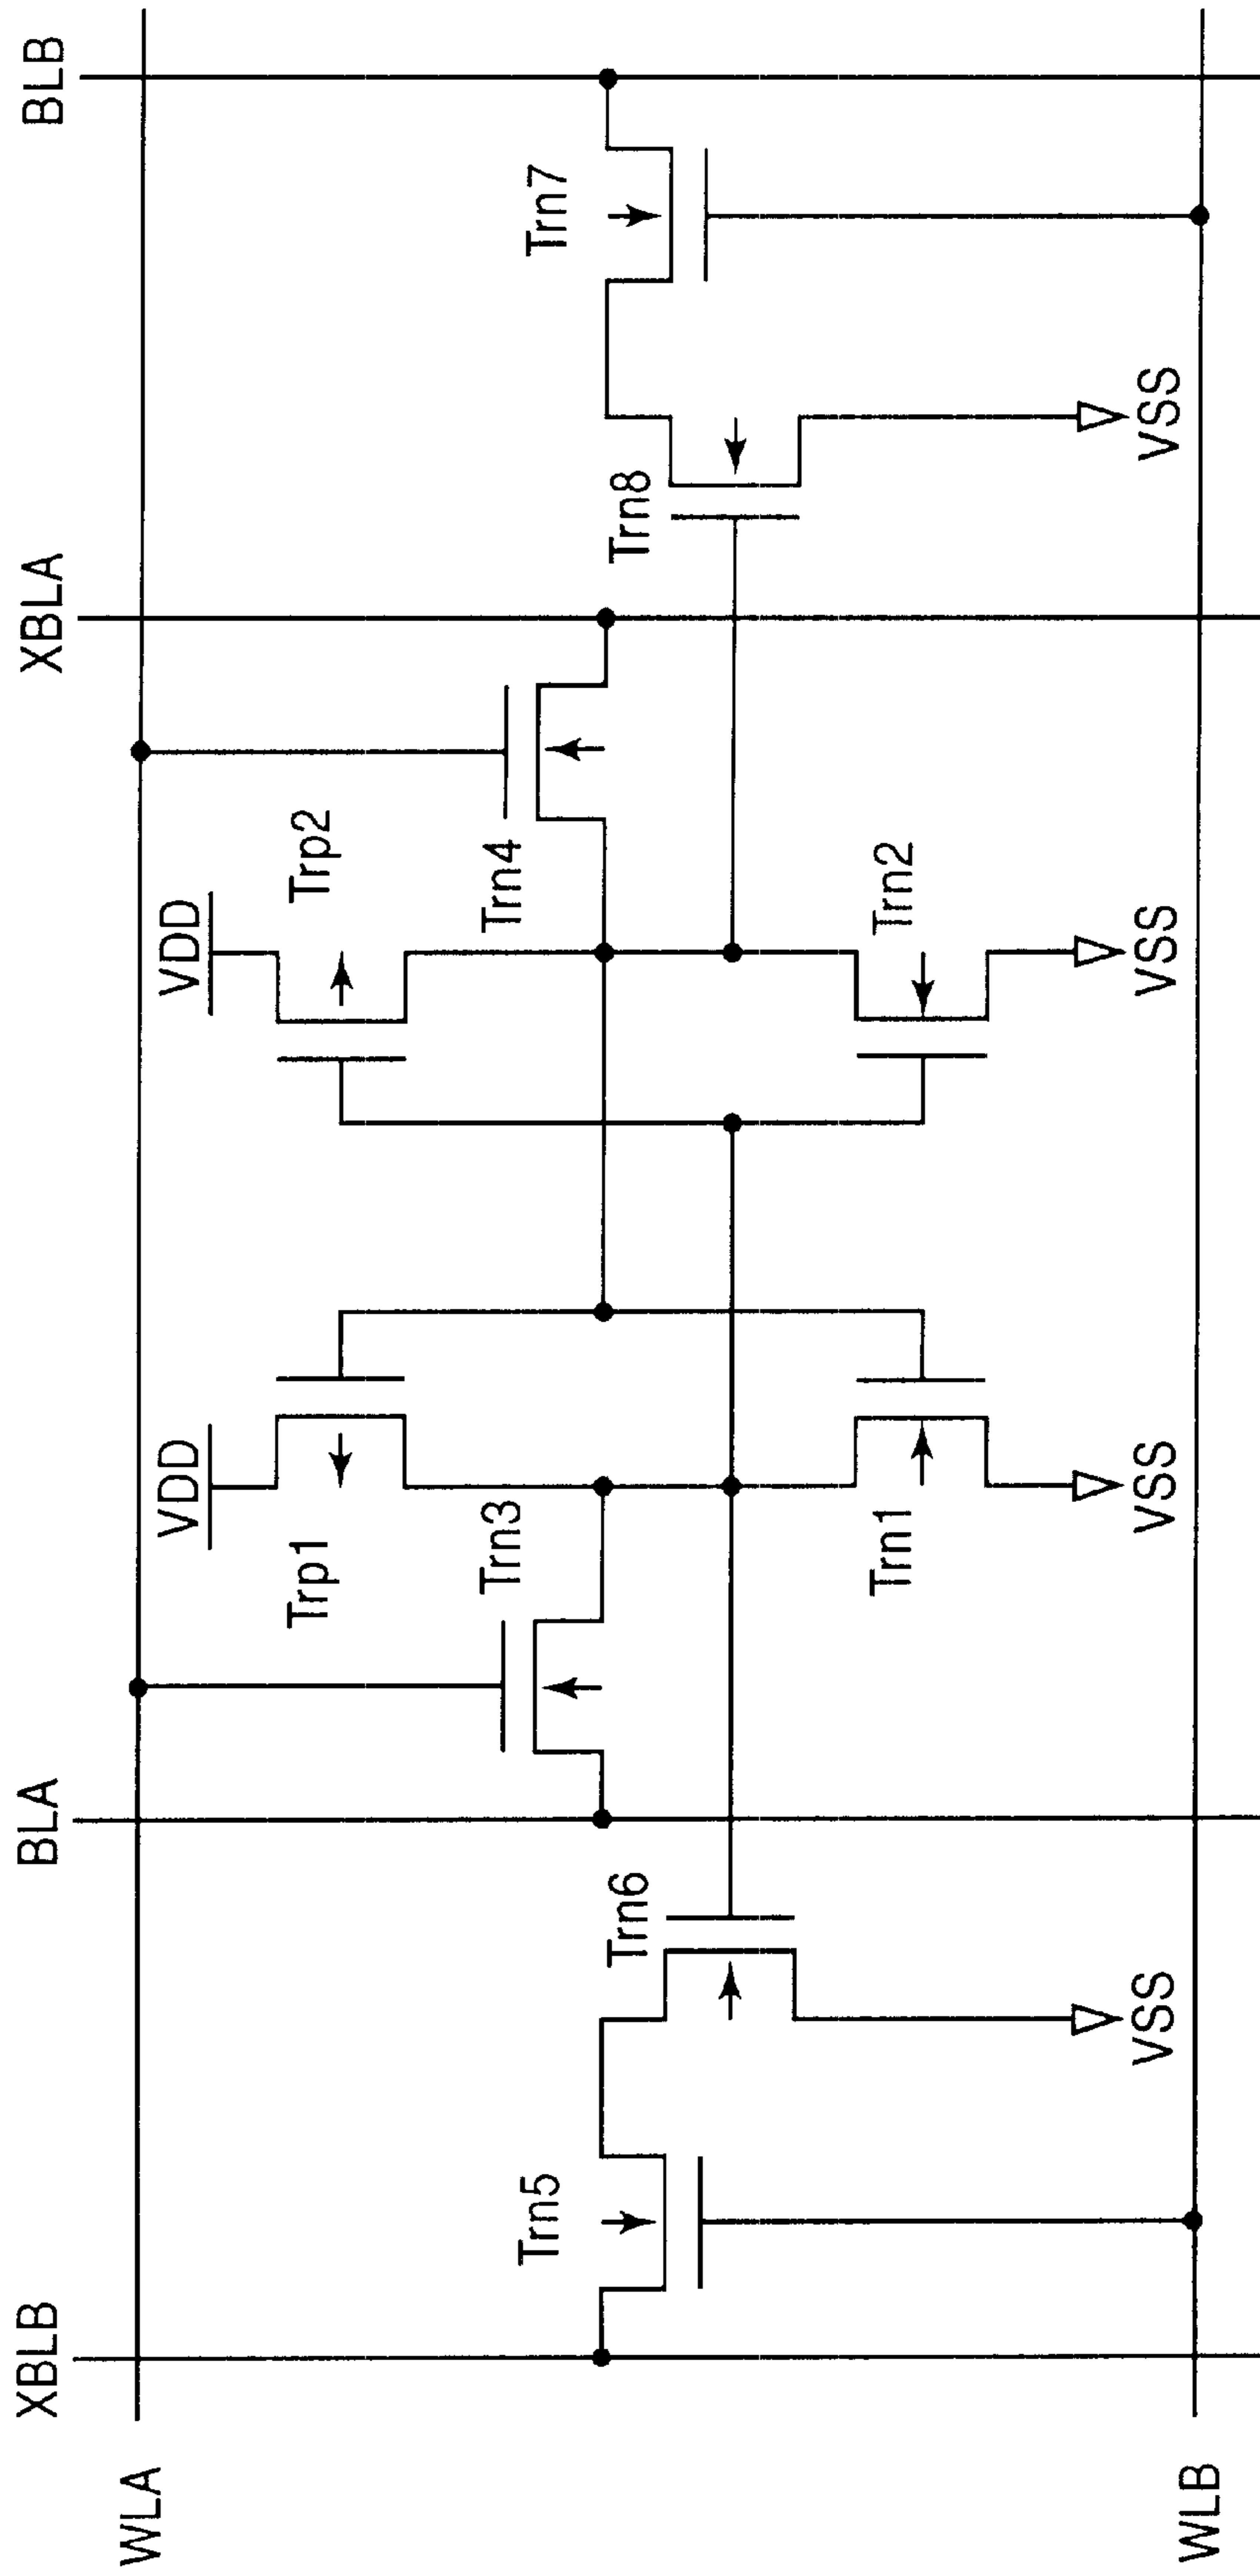 XBLB
BLA
XBLA
BLB
WLA
VDD
VDD
Trp1
Trp2
Trn3
Trn4
Trn5
Trn7
Trn6
Trn8
Trn1
Trn2
VSS
VSS
VSS
VSS
WLB